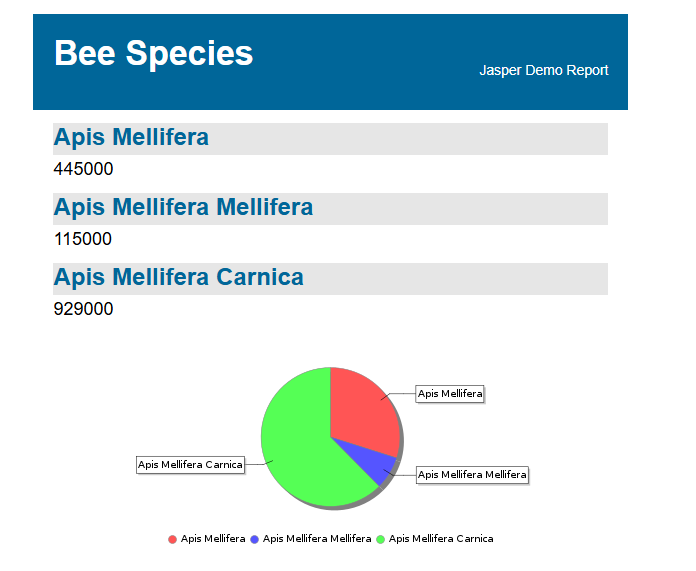 Bee Species
Jasper Demo Report
Apis Mellifera
445000
Apis Mellifera Mellifera
115000
Apis Mellifera Carnica
929000
Apis Mellifera
Apis Mellifera Carnica
Apis Mellifera Mellifera
Apis Mellifera Apis Mellifera Mellifera Apis Mellifera Carnica